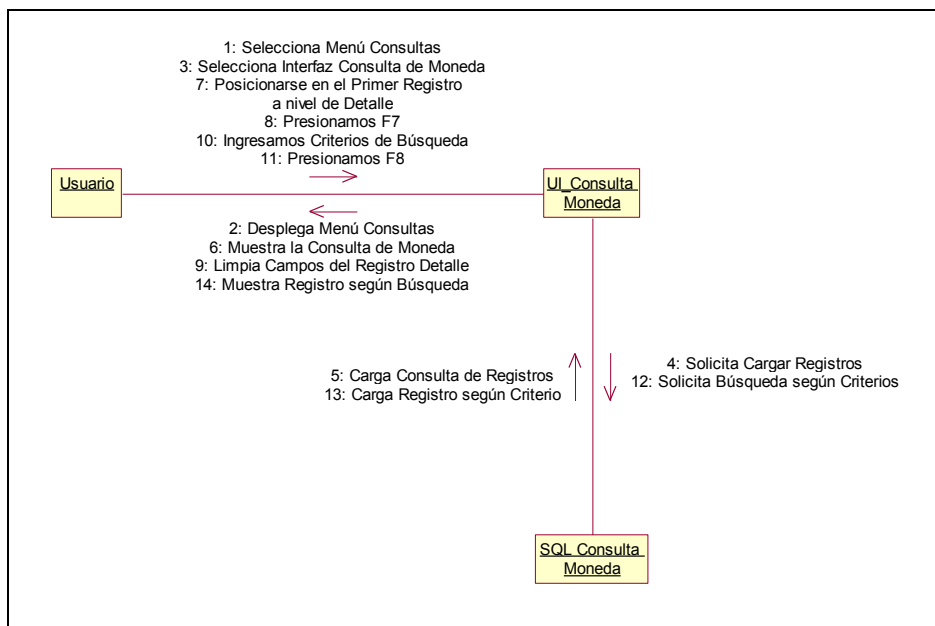 1: Selecciona Menú Consultas
3: Selecciona Interfaz Consulta de Moneda
7: Posicionarse en el Primer Registro
a nivel de Detalle
8: Presionamos F7
10: Ingresamos Criterios de Búsqueda
11: Presionamos F8
Usuario
UI_Consulta
Moneda
2: Desplega Menú Consultas
6: Muestra la Consulta de Moneda
9: Limpia Campos del Registro Detalle
14: Muestra Registro según Búsqueda
5: Carga Consulta de Registros
13: Carga Registro según Criterio
4: Solicita Cargar Registros
12: Solicita Búsqueda según Criterios
SQL Consulta
Moneda